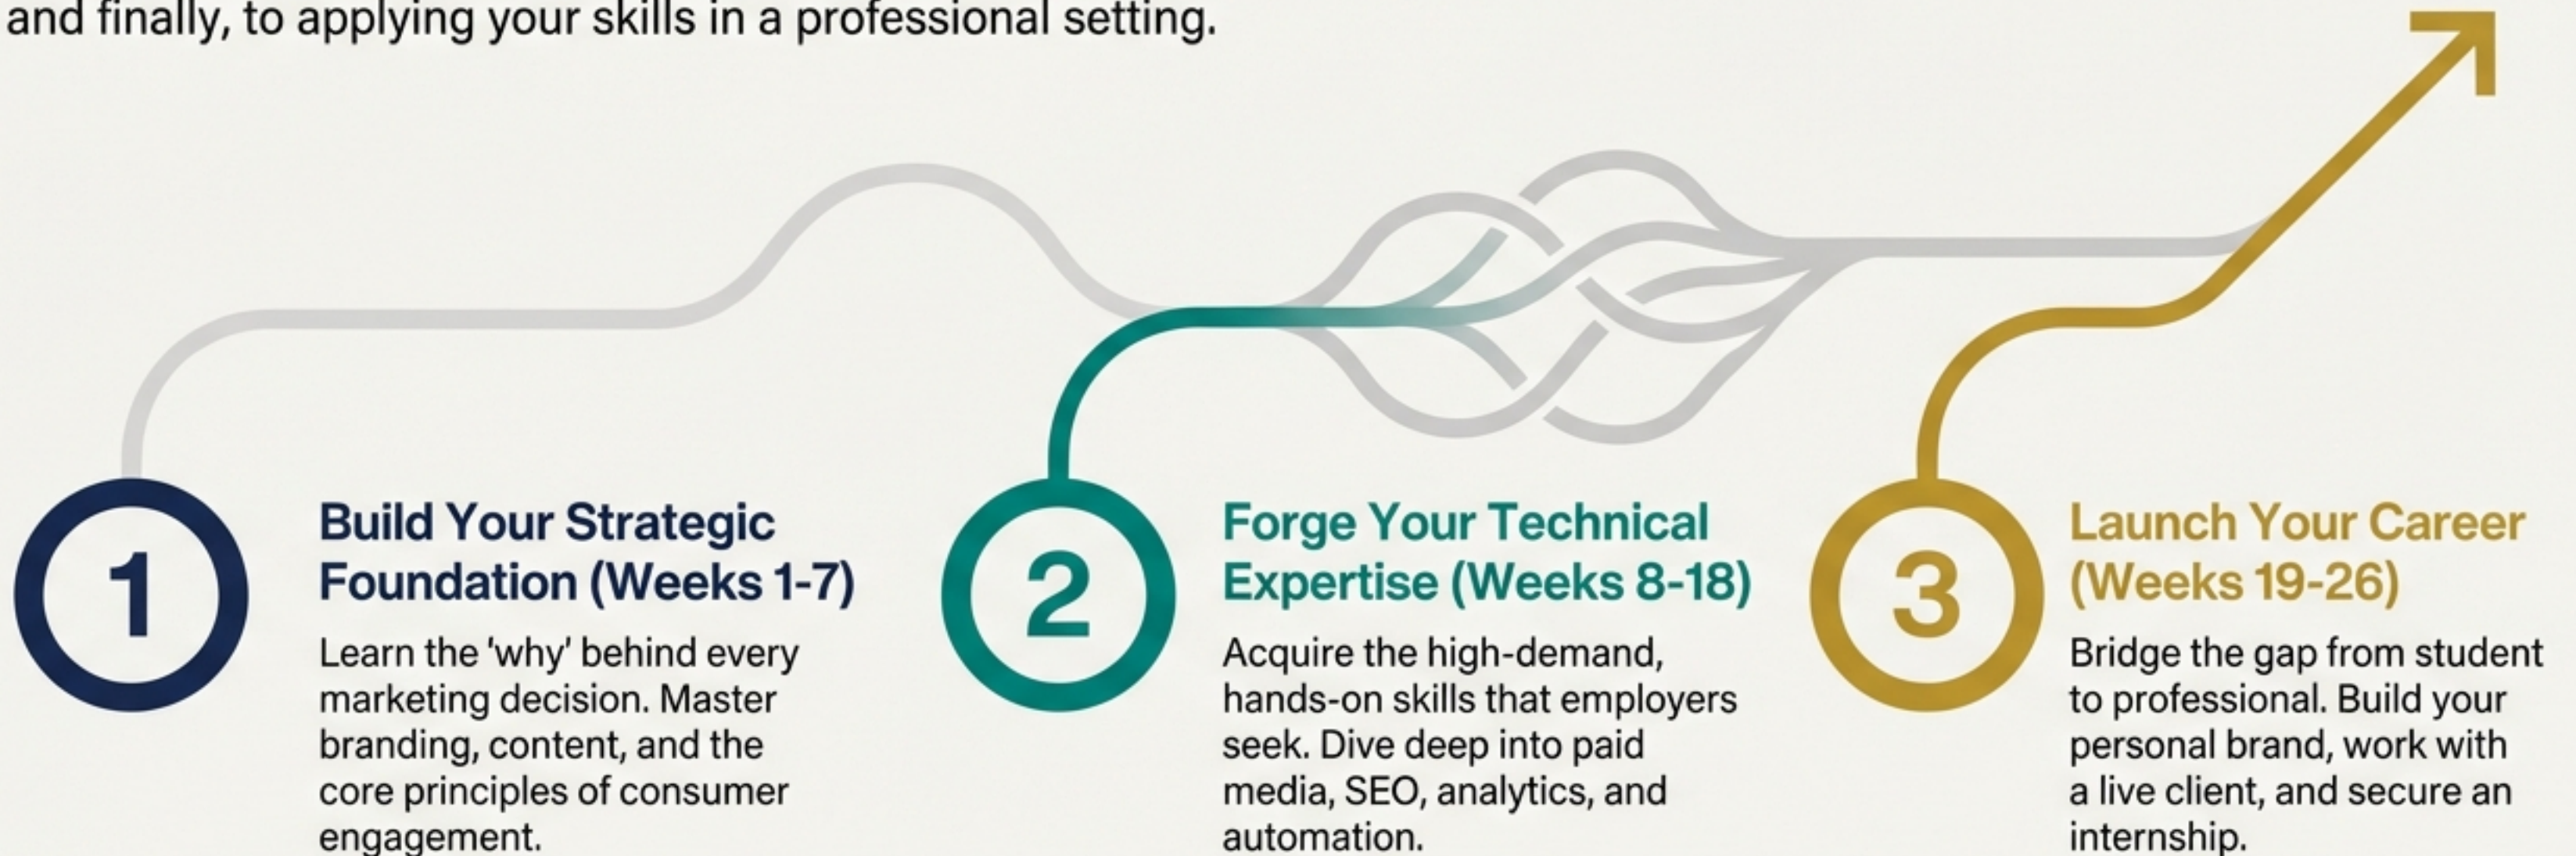 and finally, to applying your skills in a professional setting.
1
Build Your Strategic
Foundation (Weeks 1-7)
Learn the 'why' behind every
marketing decision. Master
branding, content, and the
core principles of consumer
engagement.
2
Forge Your Technical
Expertise (Weeks 8-18)
Acquire the high-demand,
hands-on skills that employers
seek. Dive deep into paid
media, SEO, analytics, and
automation.
3
Launch Your Career
(Weeks 19-26)
Bridge the gap from student
to professional. Build your
personal brand, work with
a live client, and secure an
internship.